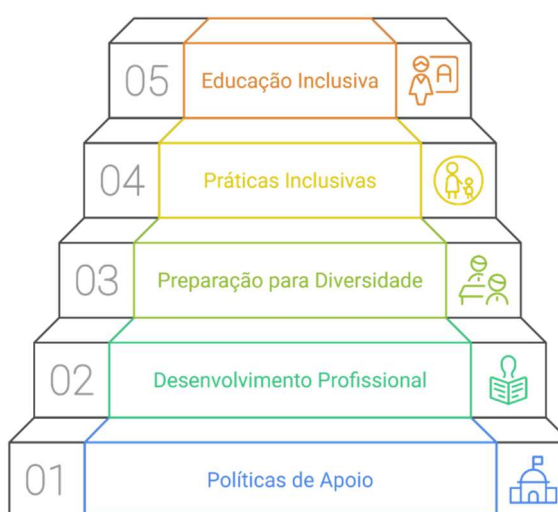 05 Educação Inclusiva A
04 Práticas Inclusivas
03 Preparação para Diversidade
02 Desenvolvimento Profissional
01 Políticas de Apoio